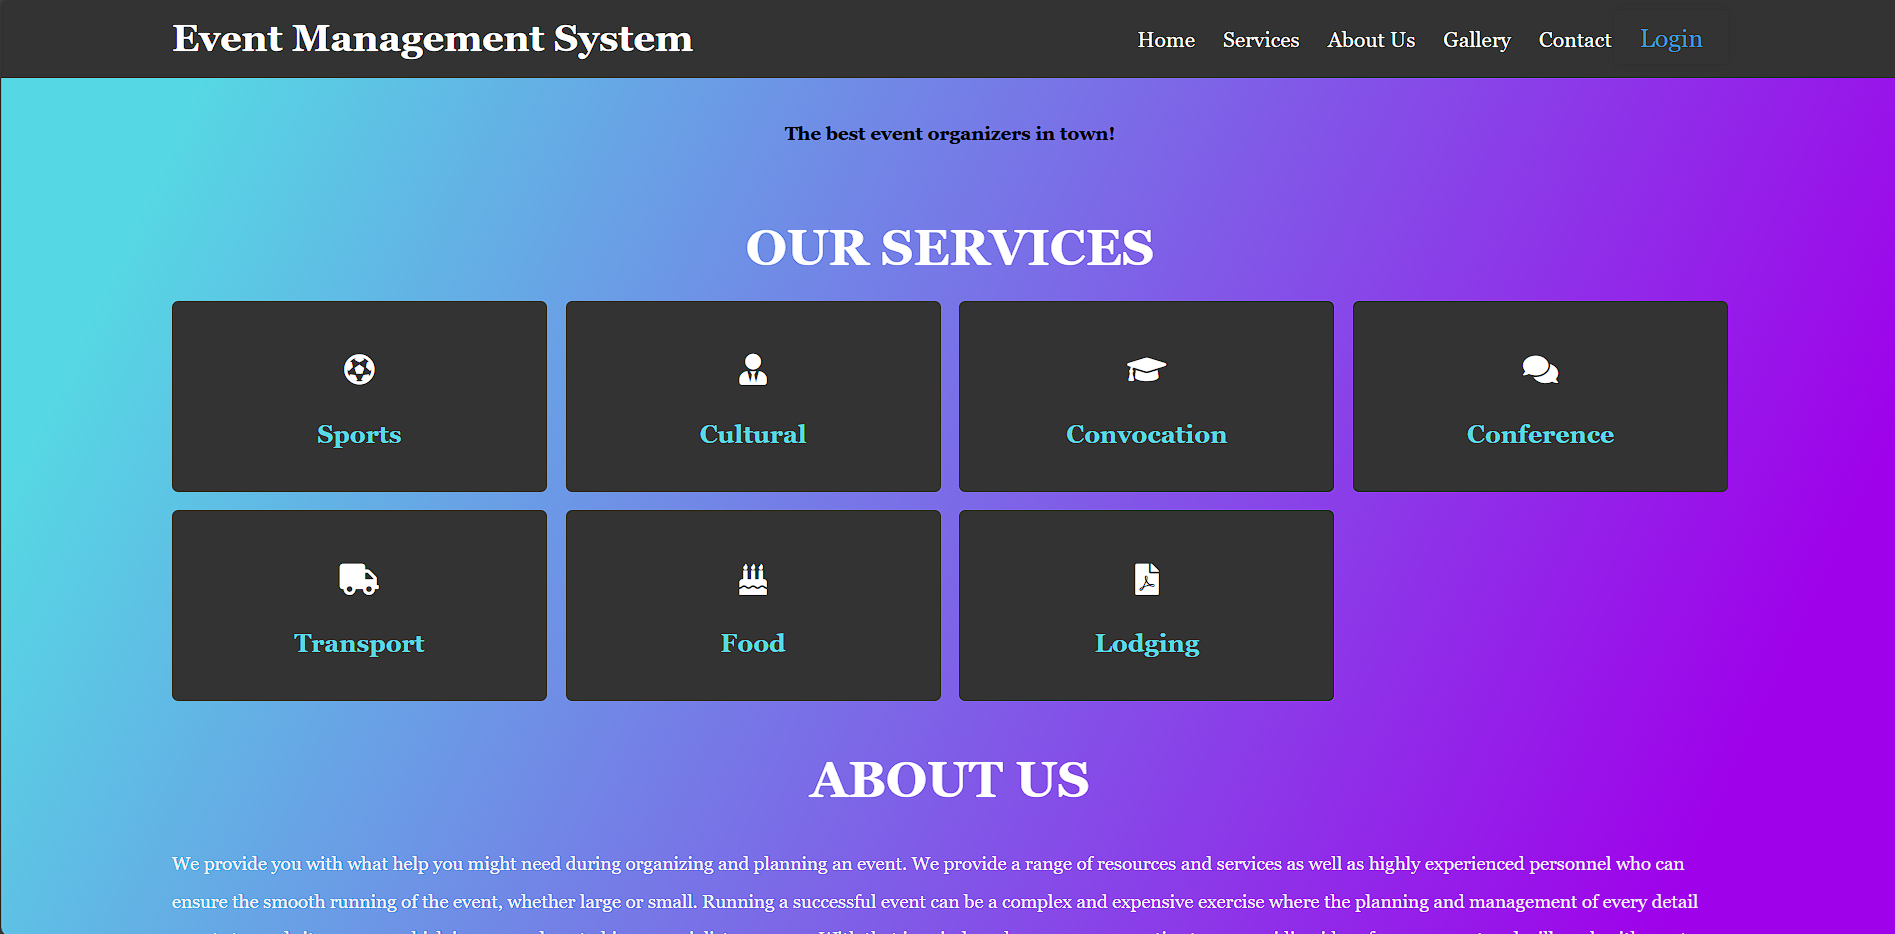 Event Management System
Home Services About Us Gallery Contact Login
The best event organizers in town!
OUR SERVICES
Sports Cultural Convocation Conference
Transport Food Lodging
ABOUT US
We provide you with what help you might need during organizing and planning an event. We provide a range of resources and services as well as highly experienced personnel who can
ensure the smooth running of the event, whether large or small. Running a successful event can be a complex and expensive exercise where the planning and management of every detail